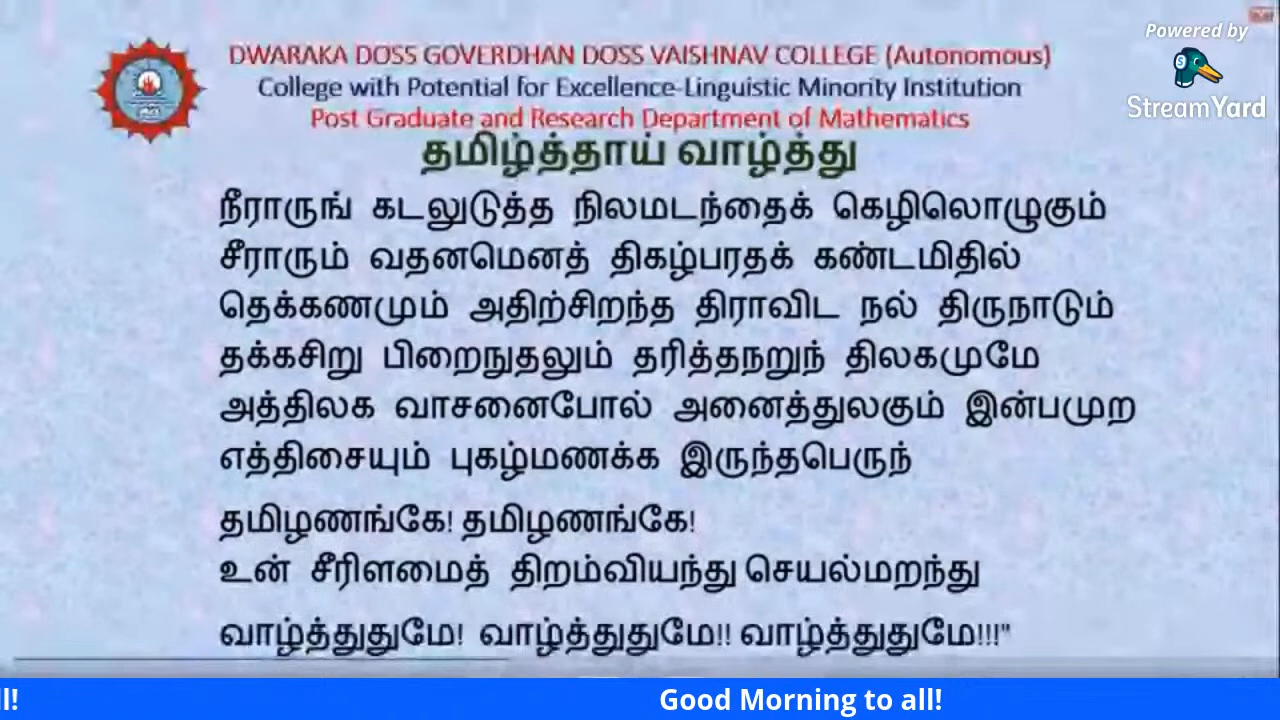 Powered by
StreamYard
DWARAKA DOSS GOVERDHAN DOSS VAISHNAV COLLEGE (Autonomous)
College with Potential for Excellence-Linguistic Minority Institution
Post Graduate and Research Department of Mathematics
தமிழ்த்தாய் வாழ்த்து
நீராருங் கடலுடுத்த நிலமடந்தைக் கெழிலொழுகும்
சீராரும் வதனமெனத் திகழ்பரதக் கண்டமிதில்
தெக்கணமும் அதிற்சிறந்த திராவிட நல் திருநாடும்
தக்கசிறு பிறைநுதலும் தரித்தநறுந் திலகமுமே
அத்திலக வாசனைபோல் அனைத்துலகும் இன்பமுற
எத்திசையும் புகழ்மணக்க இருந்தபெருந்
தமிழணங்கே! தமிழணங்கே!
உன் சீரிளமைத் திறம்வியந்து செயல்மறந்து
வாழ்த்துதுமே! வாழ்த்துதுமே!! வாழ்த்துதுமே!!!"
ll! Good Morning to all!